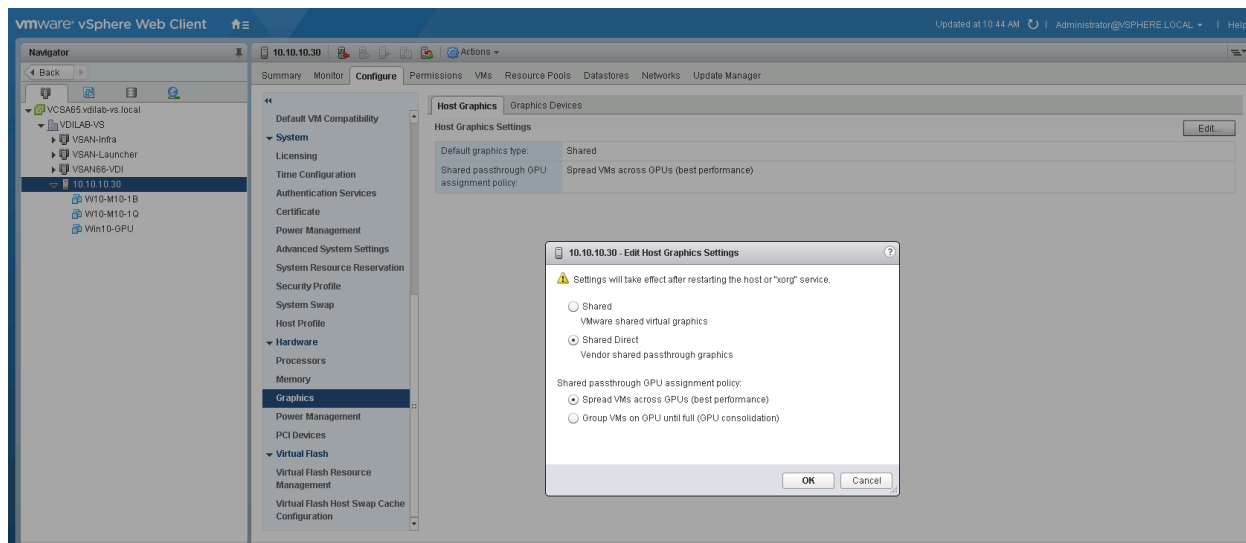 vmware® vSphere Web Client
Updated at 10:44 AM | Administrator@VSPHERE.LOCAL | Help
Navigator
10.10.10.30 Actions
Back
Summary Monitor Configure Permissions VMs Resource Pools Datastores Networks Update Manager
VCSA65.vdilab-vs.local
VDILAB-VS
VSAN-Infra
VSAN-Launcher
VSAN66-VDI
10.10.10.30
W10-M10-1B
W10-M10-1Q
Win10-GPU
Default VM Compatibility
System
Licensing
Time Configuration
Authentication Services
Certificate
Power Management
Advanced System Settings
System Resource Reservation
Security Profile
System Swap
Host Profile
Hardware
Processors
Memory
Graphics
Power Management
PCI Devices
Virtual Flash
Virtual Flash Resource
Management
Virtual Flash Host Swap Cache
Configuration
Host Graphics Graphics Devices
Host Graphics Settings
Edit...
Default graphics type: Shared
Shared passthrough GPU Spread VMs across GPUs (best performance)
assignment policy:
10.10.10.30 - Edit Host Graphics Settings ?
Settings will take effect after restarting the host or "xorg" service.
Shared
VMware shared virtual graphics
Shared Direct
Vendor shared passthrough graphics
Shared passthrough GPU assignment policy:
Spread VMs across GPUs (best performance)
Group VMs on GPU until full (GPU consolidation)
OK Cancel